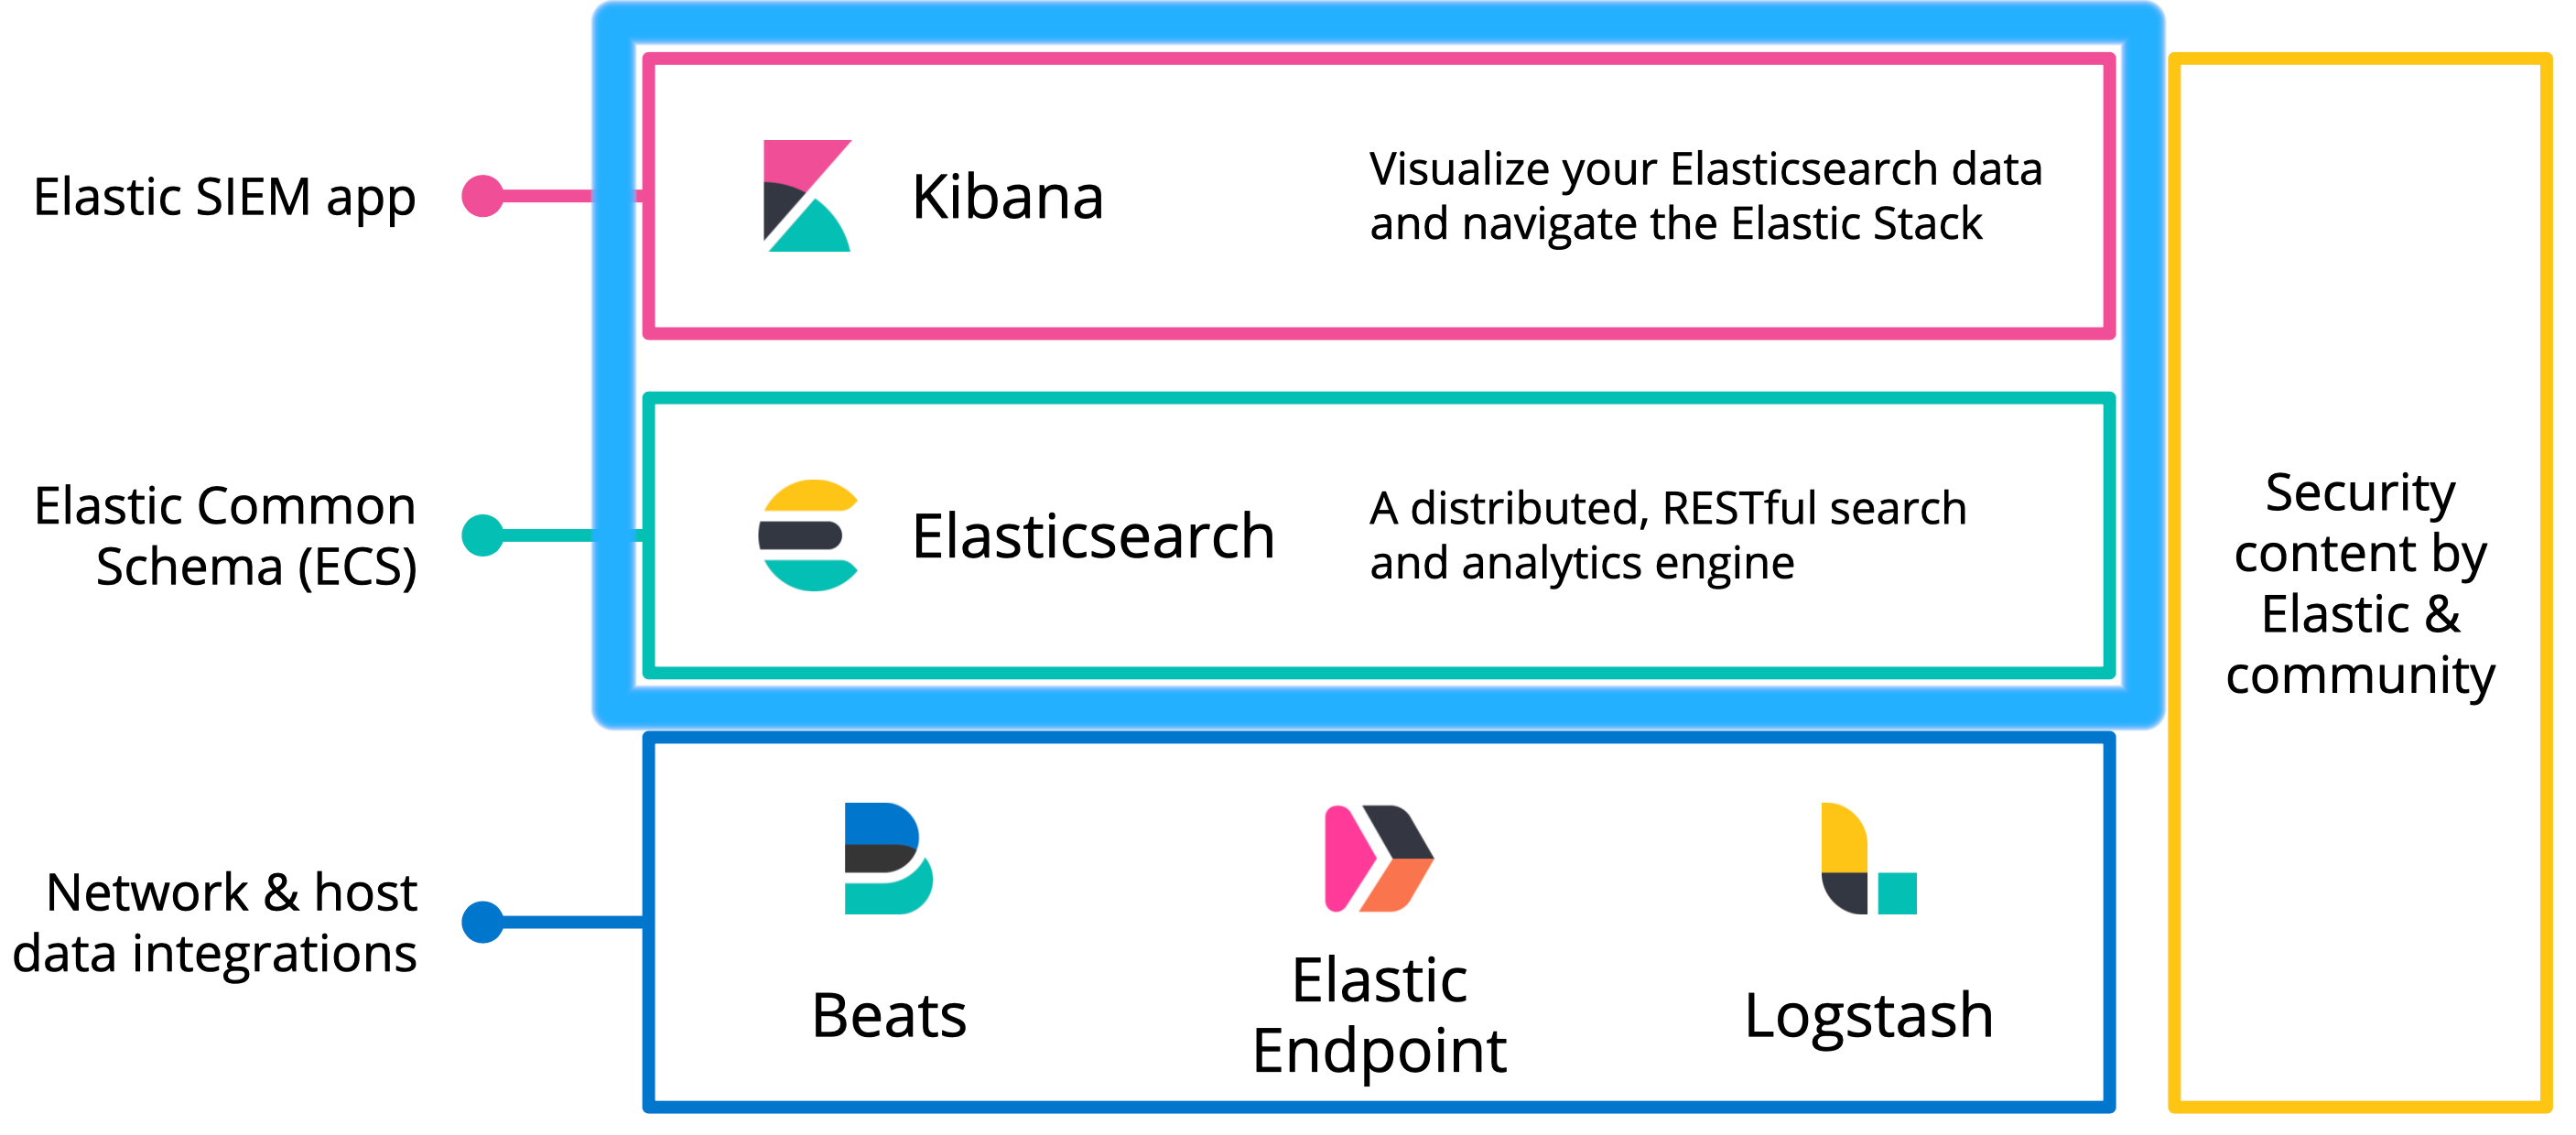 Elastic SIEM app
Kibana
Visualize your Elasticsearch data
and navigate the Elastic Stack
Elastic Common
Schema (ECS)
Elasticsearch
A distributed, RESTful search
and analytics engine
Network & host
data integrations
Beats
Elastic
Endpoint
Logstash
Security
content by
Elastic &
community